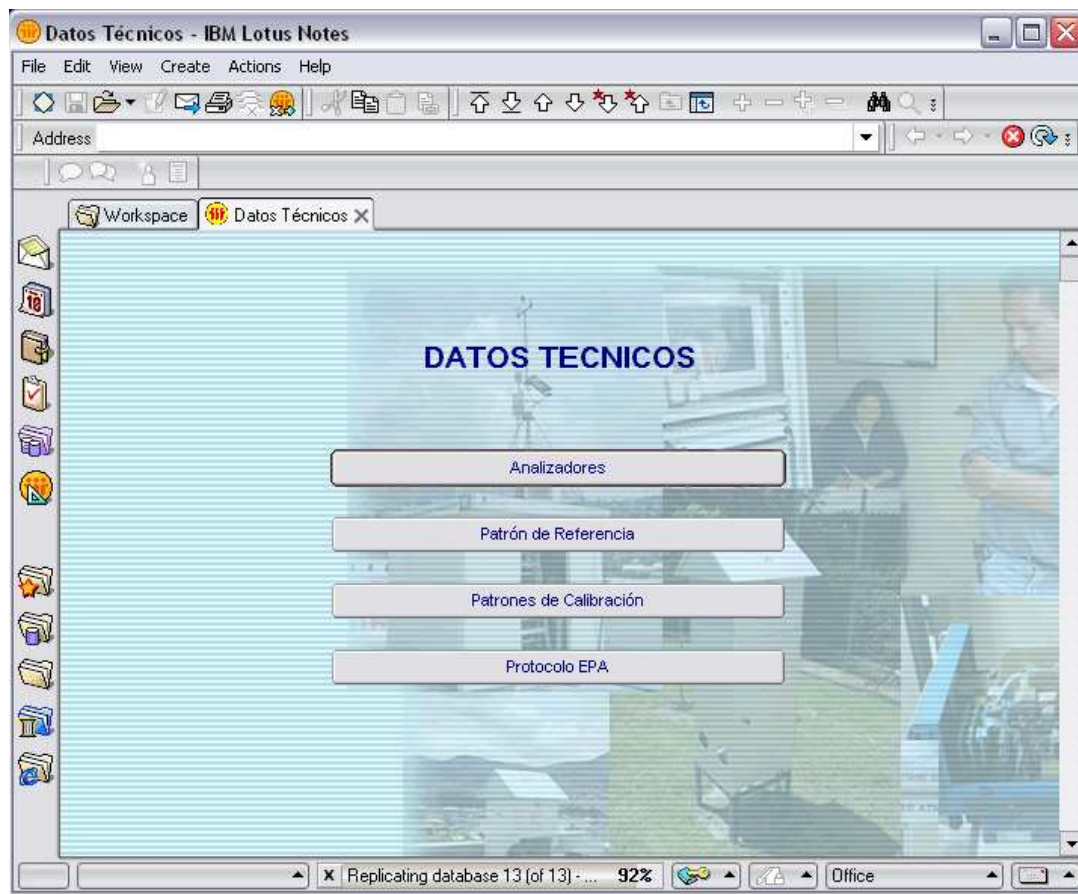 Datos Técnicos - IBM Lotus Notes
File Edit View Create Actions Help
Address
Workspace Datos Técnicos
DATOS TECNICOS
Analizadores
Patrón de Referencia
Patrones de Calibración
Protocolo EPA
Replicating database 13 (of 13) - ... 92% Office